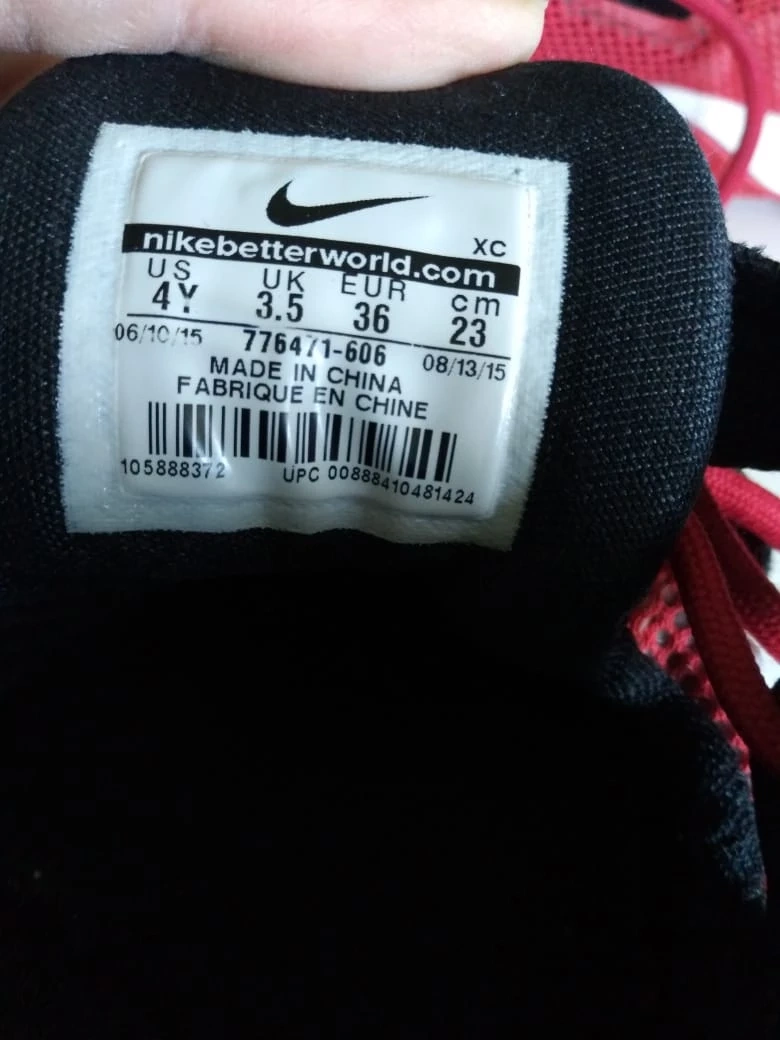 XC
nikebetterworld.com
US UK EUR cm
4Y 3.5 36 23
06/10/15 776471-606 08/13/15
MADE IN CHINA
FABRIQUE EN CHINE
105888372 UPC 00888410481424